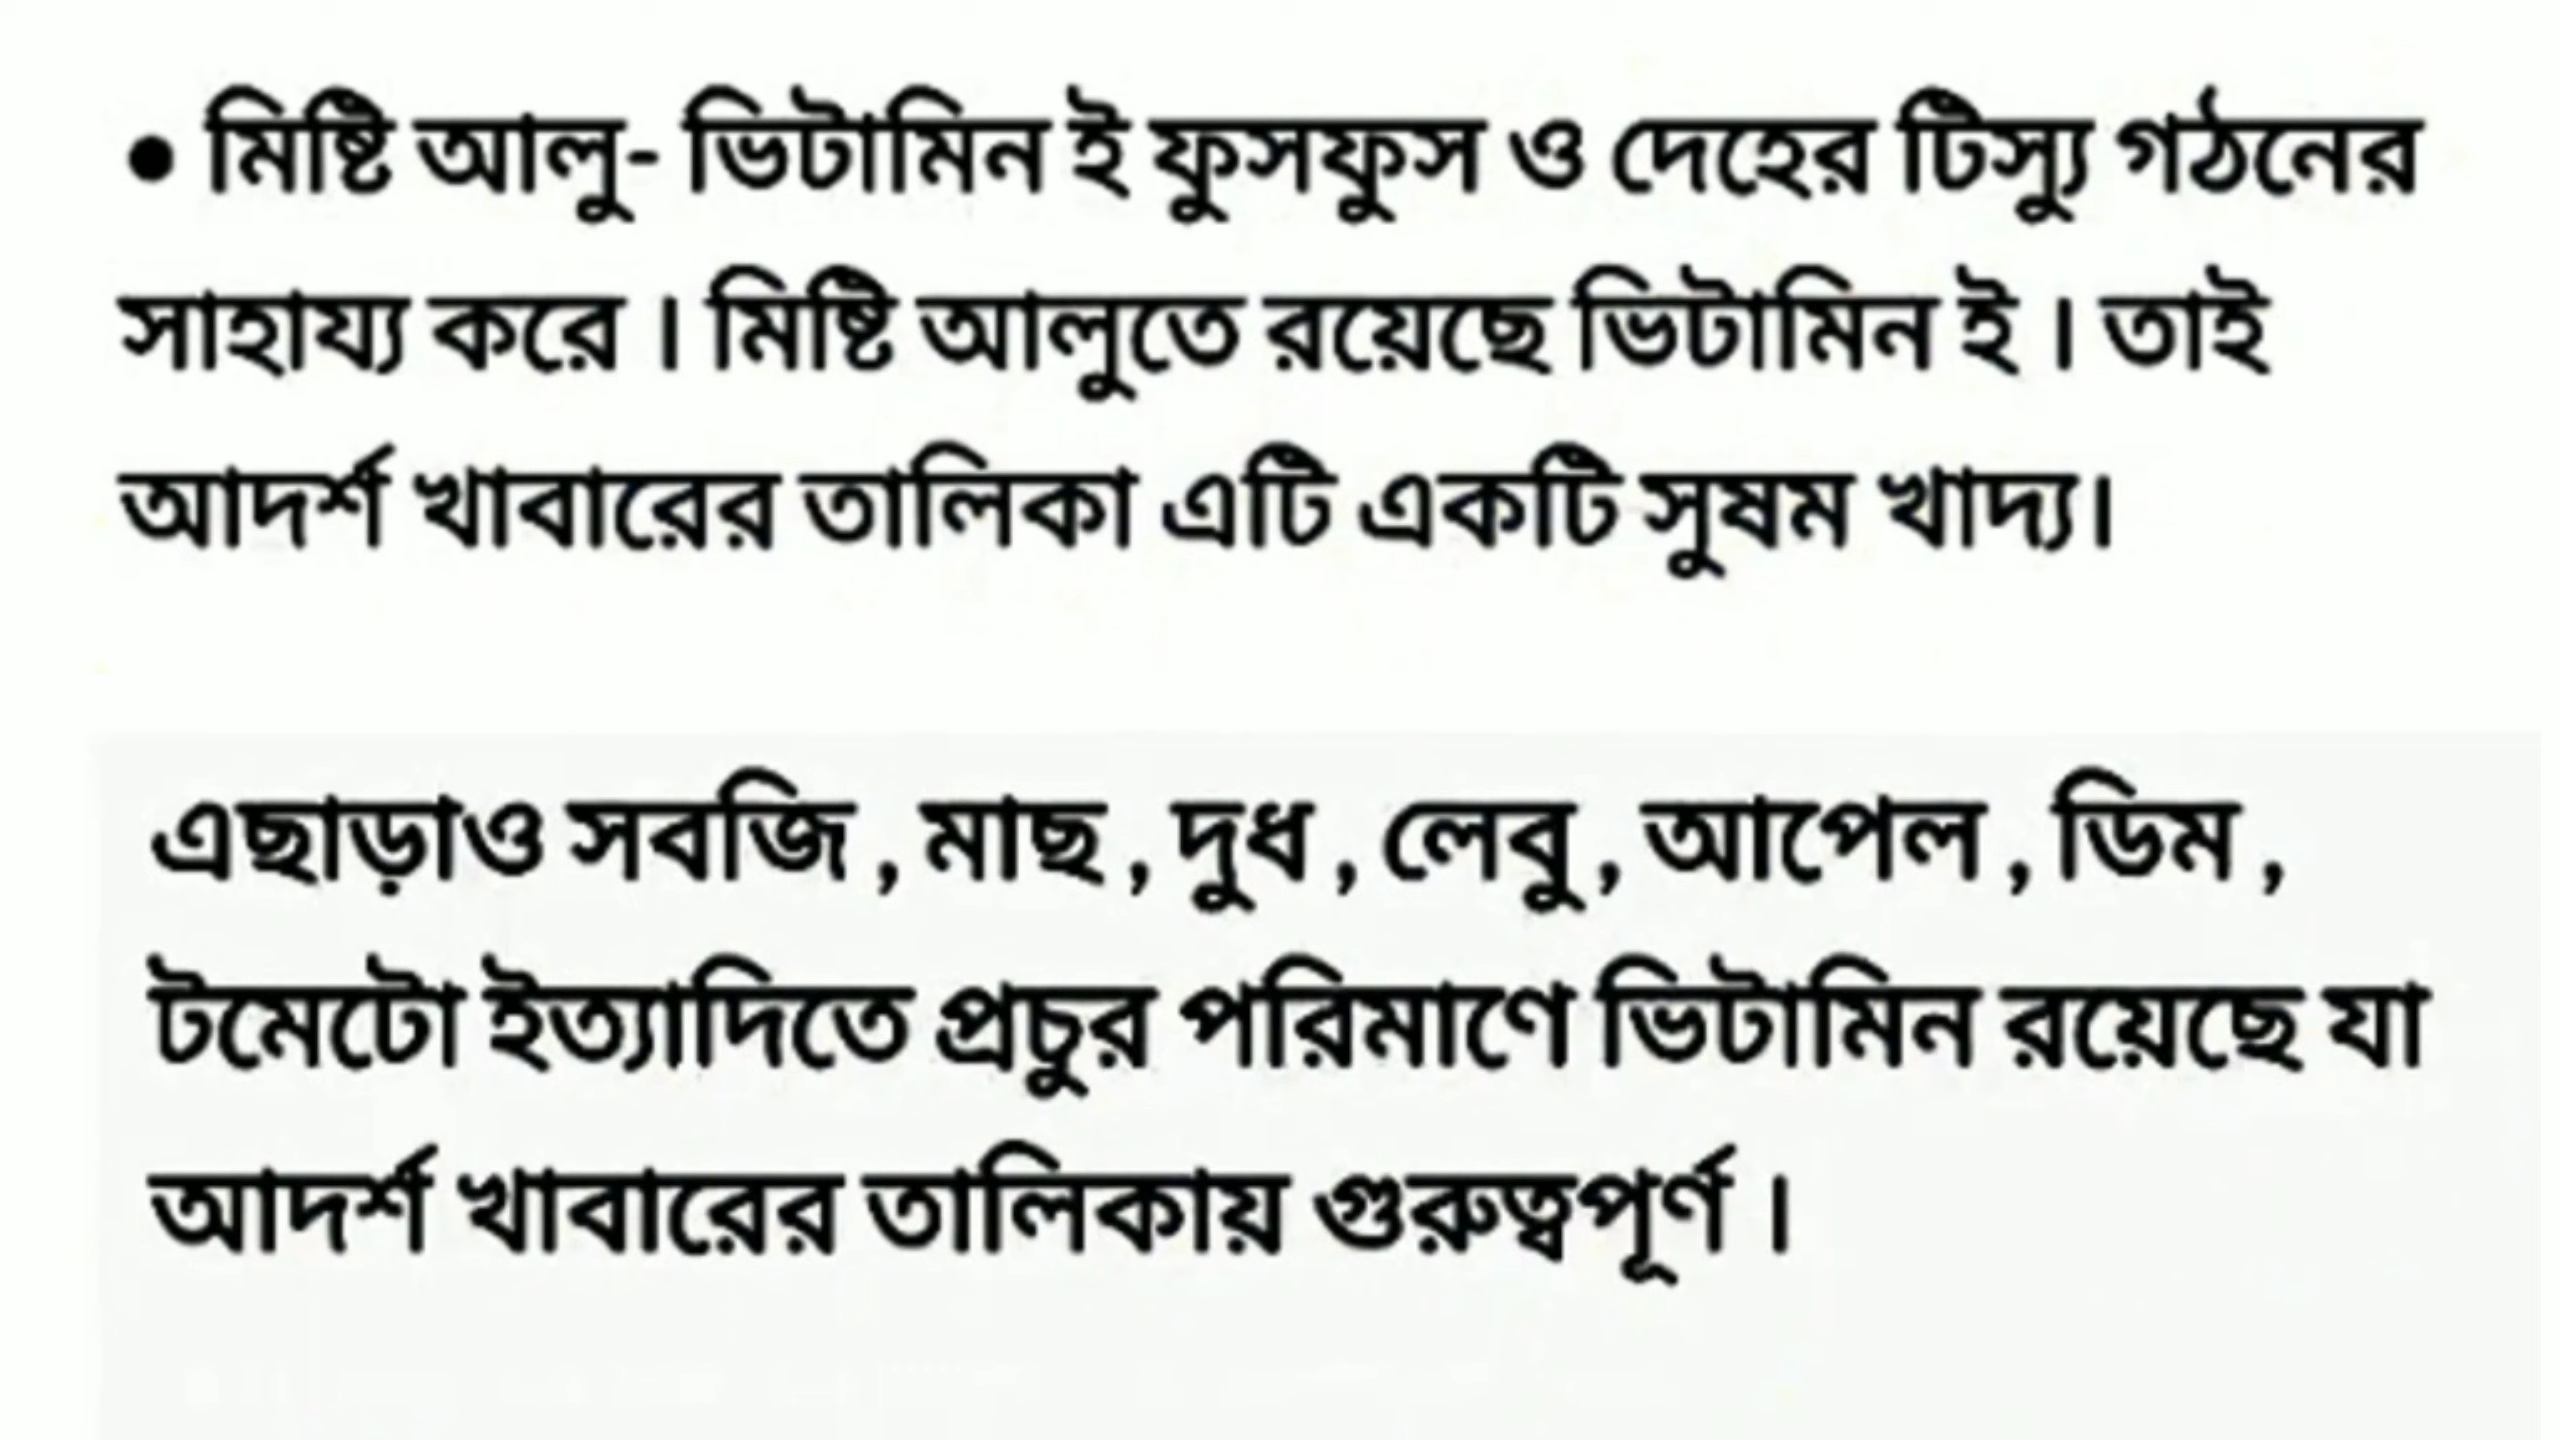 • মিষ্টি আলু- ভিটামিন ই ফুসফুস ও দেহের টিস্যু গঠনের
সাহায্য করে । মিষ্টি আলুতে রয়েছে ভিটামিন ই । তাই
আদর্শ খাবারের তালিকা এটি একটি সুষম খাদ্য।
এছাড়াও সবজি , মাছ , দুধ , লেবু , আপেল , ডিম ,
টমেটো ইত্যাদিতে প্রচুর পরিমাণে ভিটামিন রয়েছে যা
আদর্শ খাবারের তালিকায় গুরুত্বপূর্ণ ।